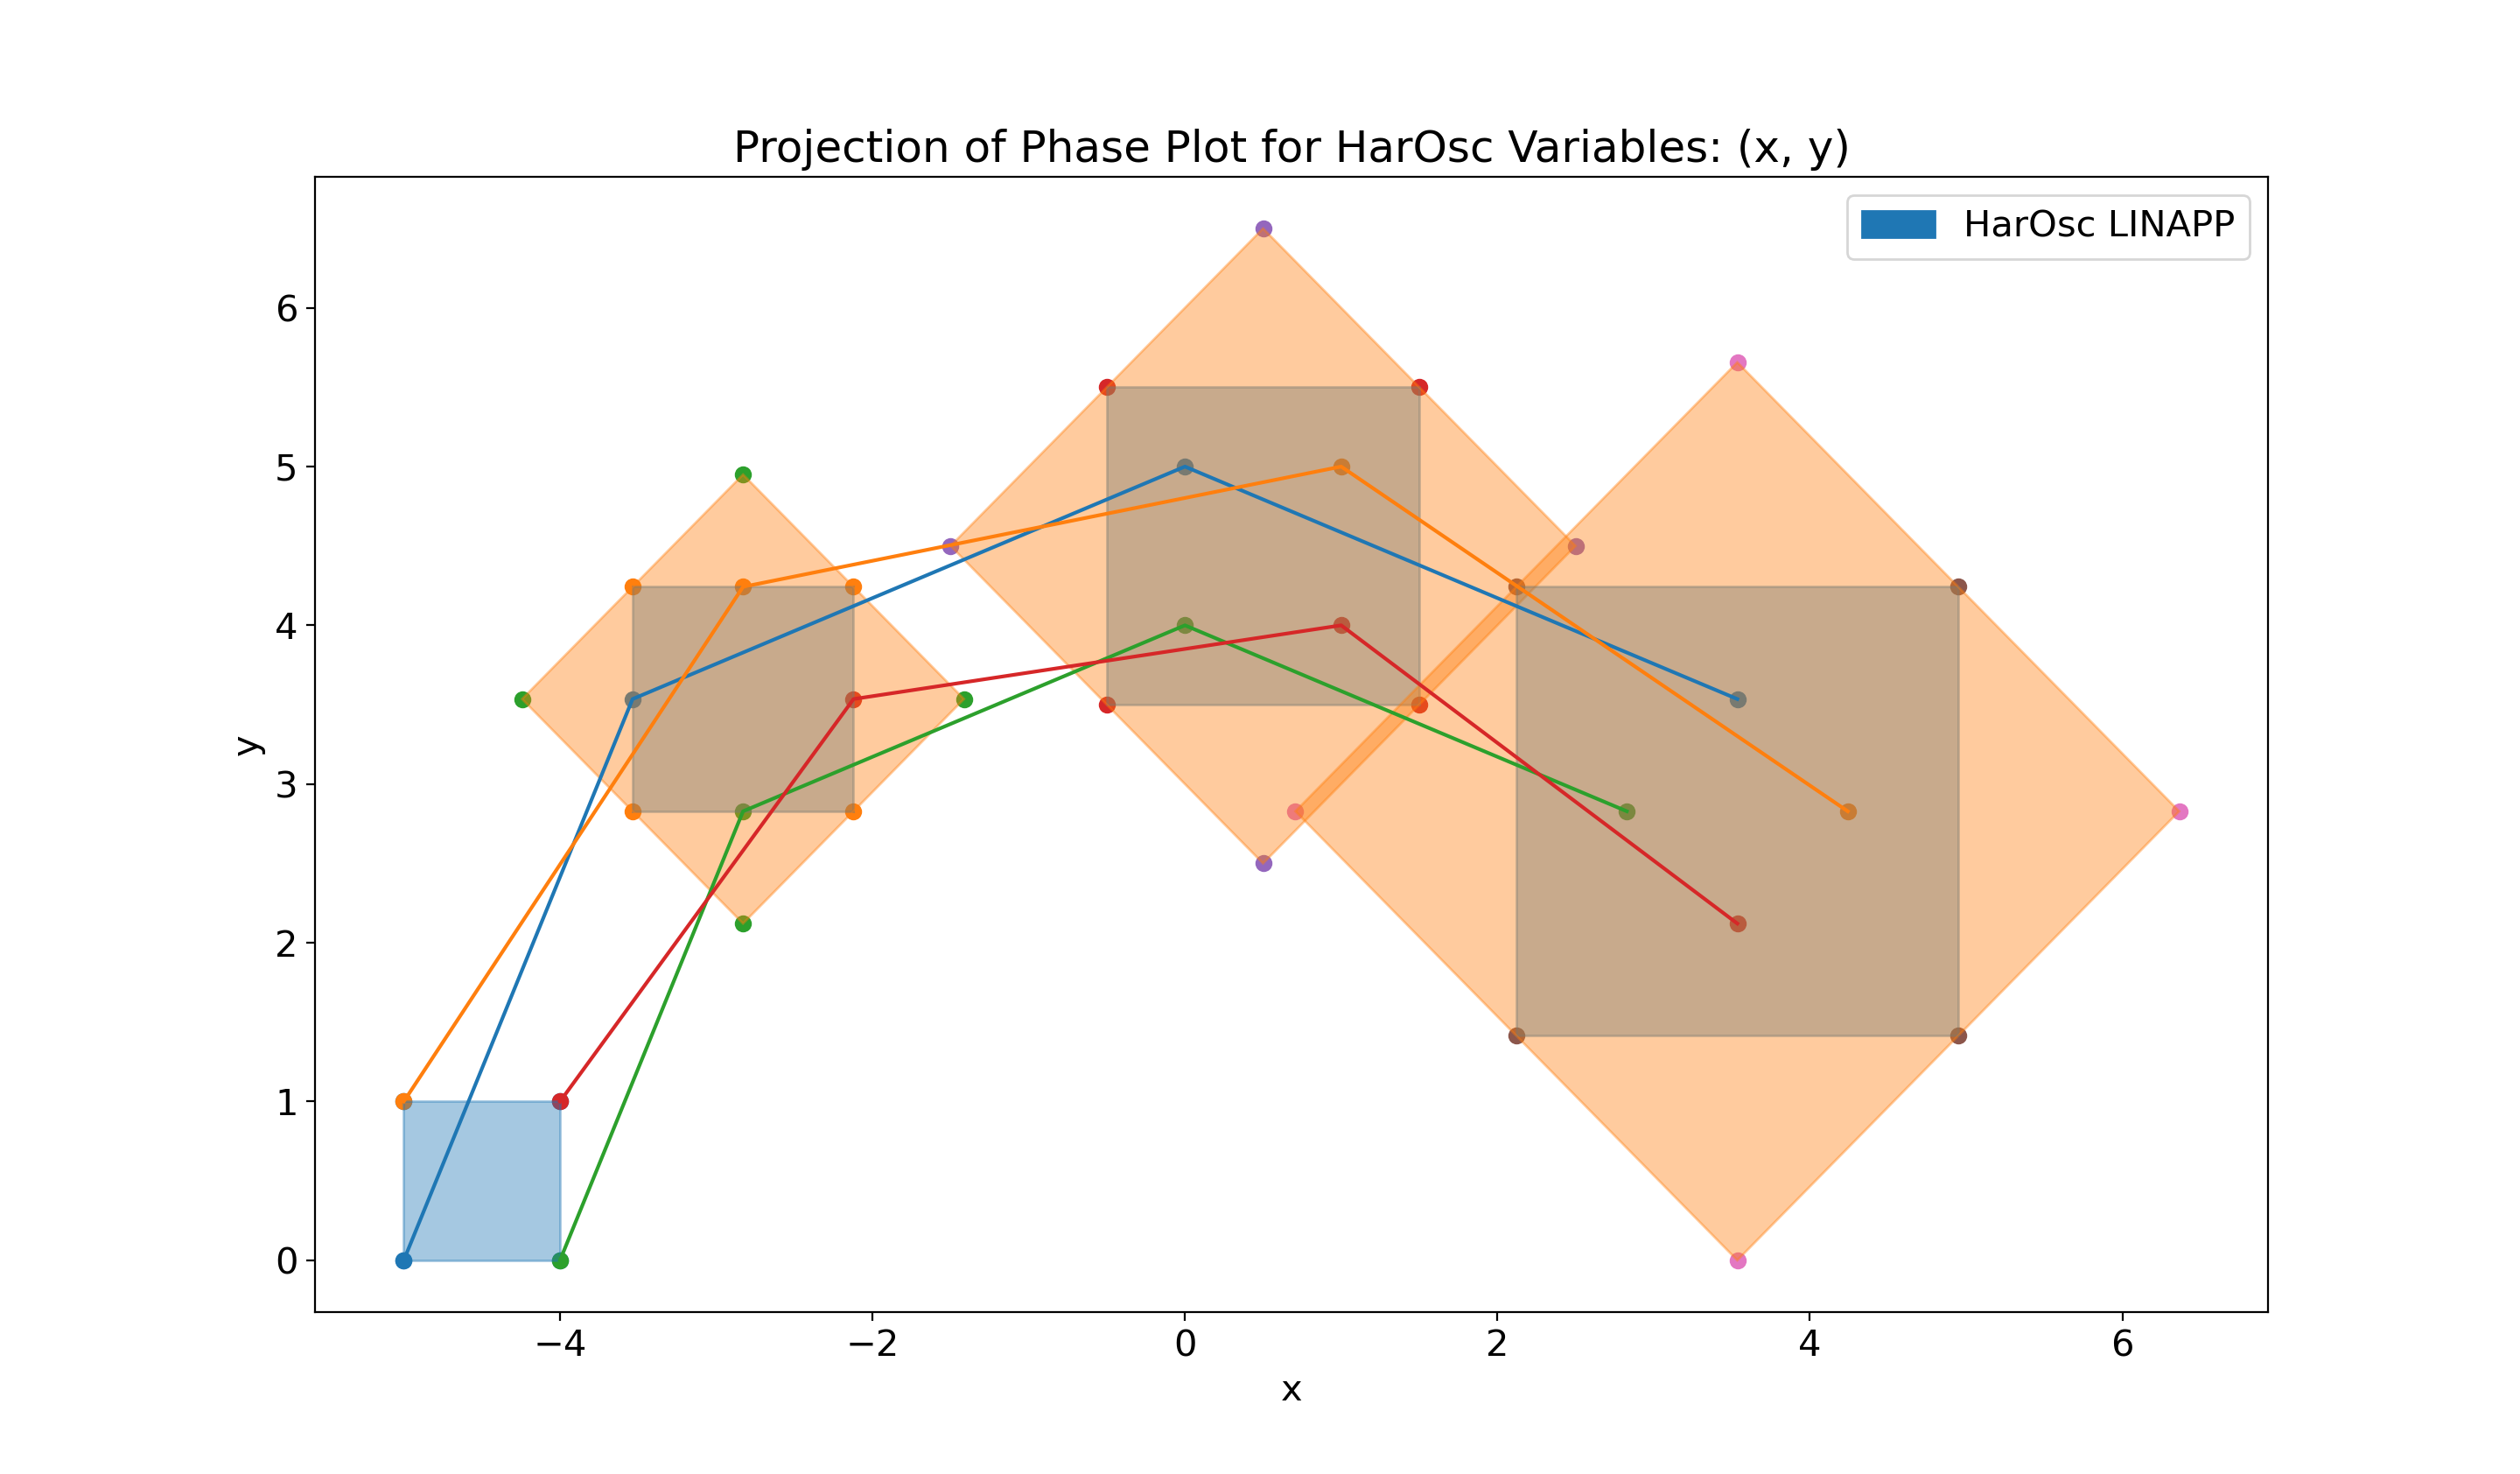 Projection of Phase Plot for HarOsc Variables: (x, y)
HarOsc LINAPP
6
5
4
3
2
1
0
y
−4 −2 0 2 4 6
x